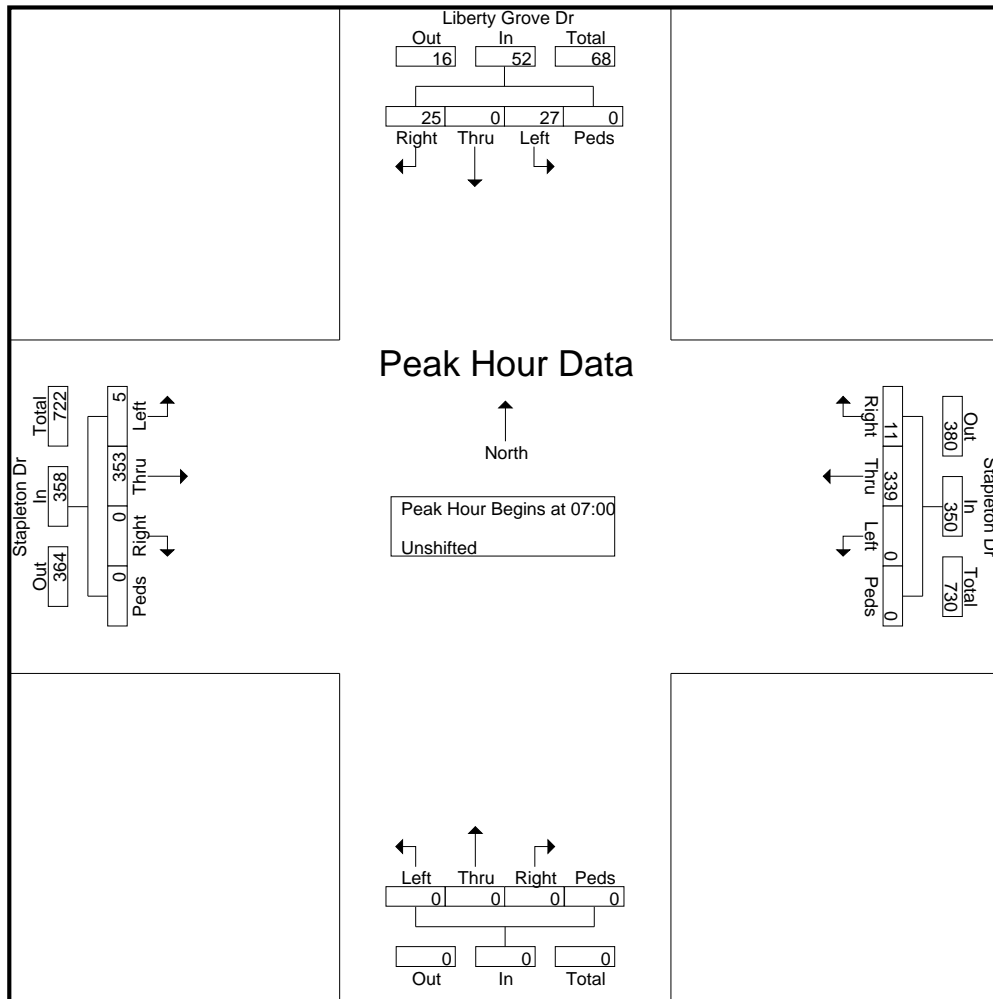 Liberty Grove Dr
Out In Total
16 52 68
25 0 27 0
Right Thru Left Peds
Peak Hour Data
North
Peak Hour Begins at 07:00
Unshifted
Stapleton Dr
Total In Out
722 358 364
5 353 0 0
Left Thru Right Peds
Stapleton Dr
Out In Total
380 350 730
11 339 0 0
Right Thru Left Peds
Left Thru Right Peds
0 0 0 0
0 0 0
Out In Total